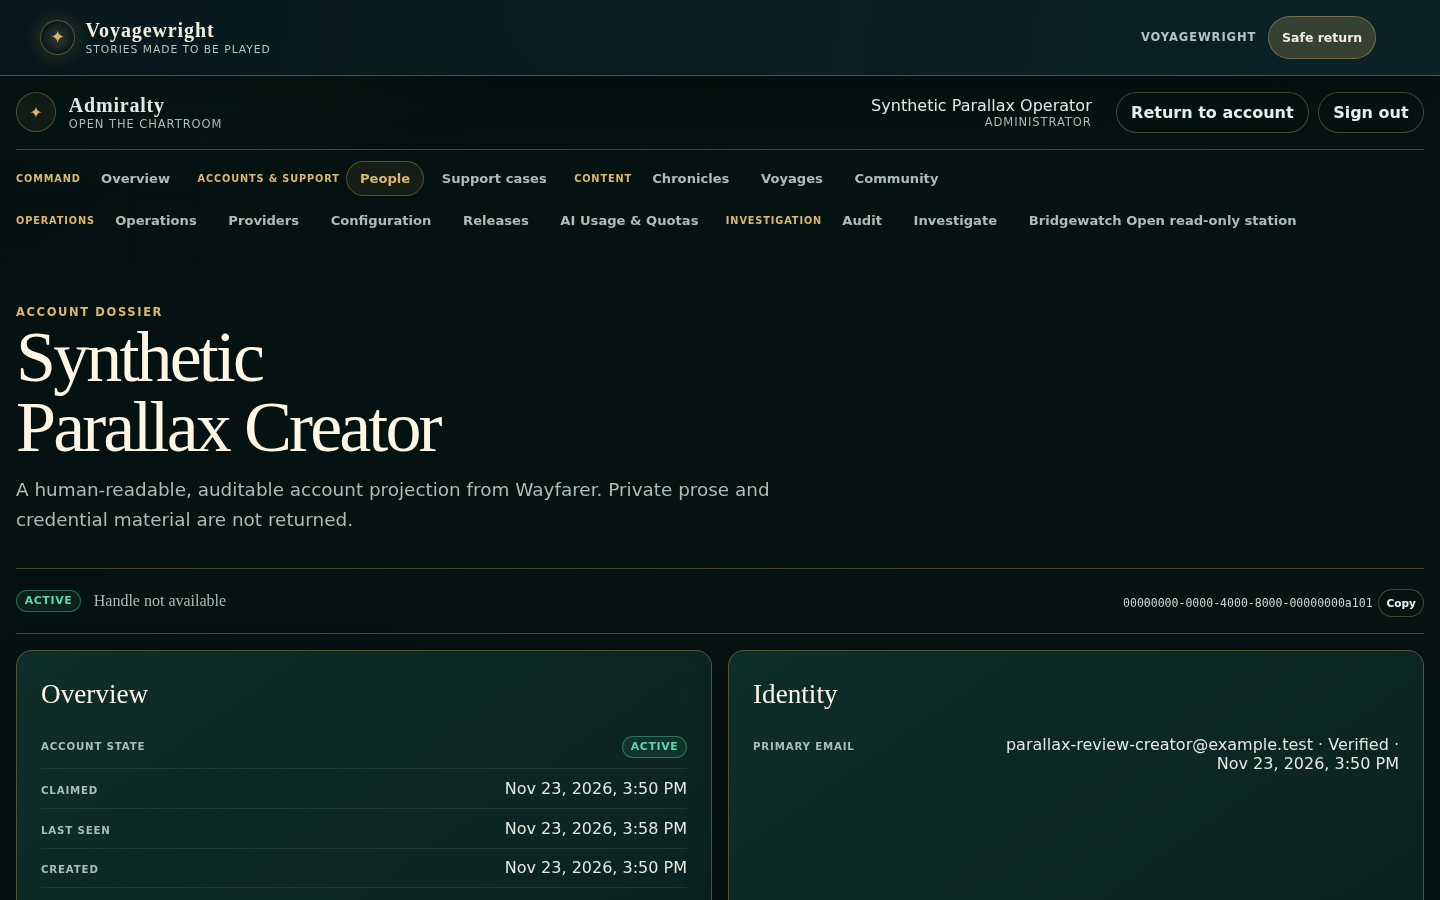 Voyagewright
STORIES MADE TO BE PLAYED
VOYAGEWRIGHT
Safe return
Admiralty
OPEN THE CHARTROOM
Synthetic Parallax Operator
ADMINISTRATOR
Return to account
Sign out
COMMAND Overview ACCOUNTS & SUPPORT People Support cases CONTENT Chronicles Voyages Community
OPERATIONS Operations Providers Configuration Releases AI Usage & Quotas INVESTIGATION Audit Investigate Bridgewatch Open read-only station
ACCOUNT DOSSIER
Synthetic
Parallax Creator
A human-readable, auditable account projection from Wayfarer. Private prose and
credential material are not returned.
ACTIVE Handle not available
00000000-0000-4000-8000-00000000a101 Copy
Overview
ACCOUNT STATE ACTIVE
CLAIMED Nov 23, 2026, 3:50 PM
LAST SEEN Nov 23, 2026, 3:58 PM
CREATED Nov 23, 2026, 3:50 PM
Identity
PRIMARY EMAIL parallax-review-creator@example.test · Verified ·
Nov 23, 2026, 3:50 PM